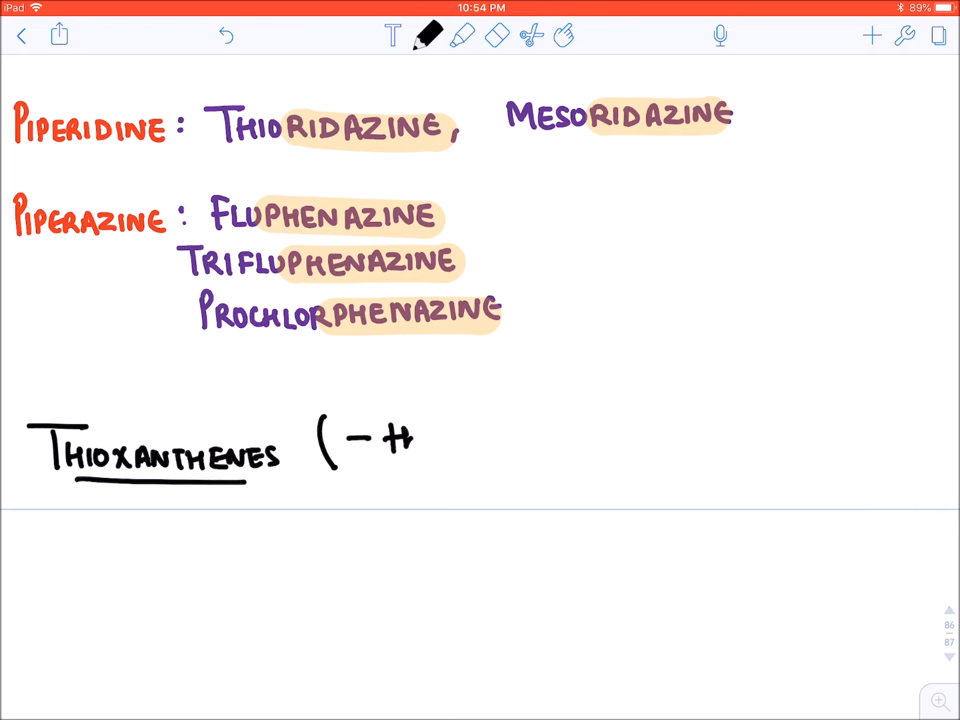 iPad 10:54 PM 89%
T
PIPERIDINE : THIORIDAZINE, MESORIDAZINE
PIPERAZINE : FLUPHENAZINE
TRIFLUPHENAZINE
PROCHLORPHENAZINE
THIOXANTHENES ( - H
86
87